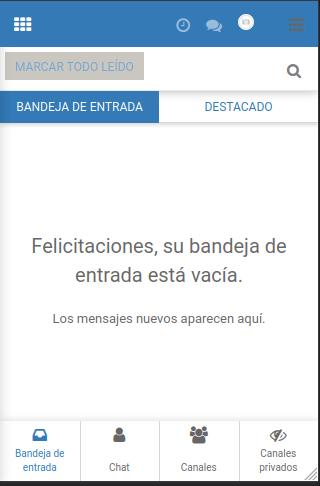 MARCAR TODO LEÍDO
BANDEJA DE ENTRADA
DESTACADO
Felicitaciones, su bandeja de
entrada está vacía.
Los mensajes nuevos aparecen aquí.
Bandeja de
entrada
Chat
Canales
Canales
privados